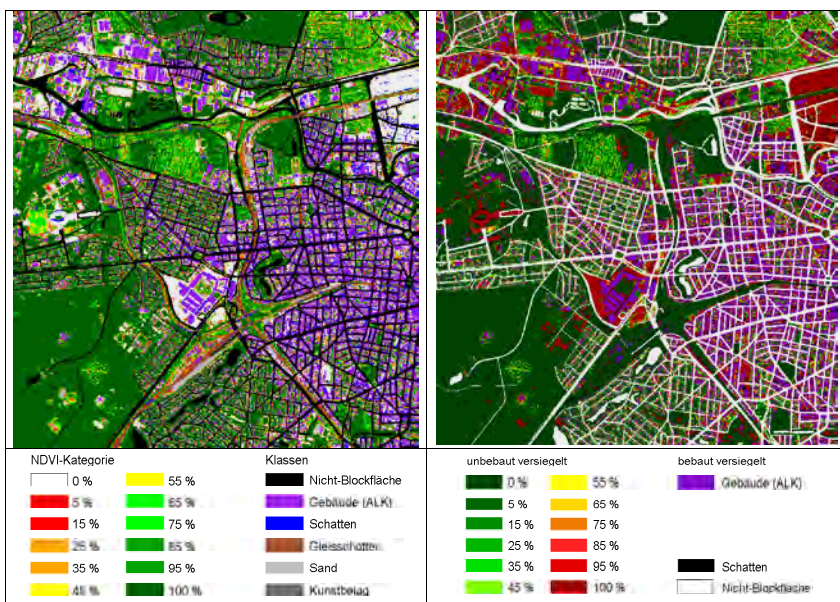 NDVI-Kategorie
0 %
5 %
15 %
25 %
35 %
45 %
55 %
65 %
75 %
85 %
95 %
100 %
Klassen
Nicht-Blockfläche
Gebäude (ALK)
Schatten
Gleisschotter
Sand
Kunstbelag
unbebaut versiegelt
0 %
5 %
15 %
25 %
35 %
45 %
55 %
65 %
75 %
85 %
95 %
100 %
bebaut versiegelt
Gebäude (ALK)
Schatten
Nicht-Blockfläche